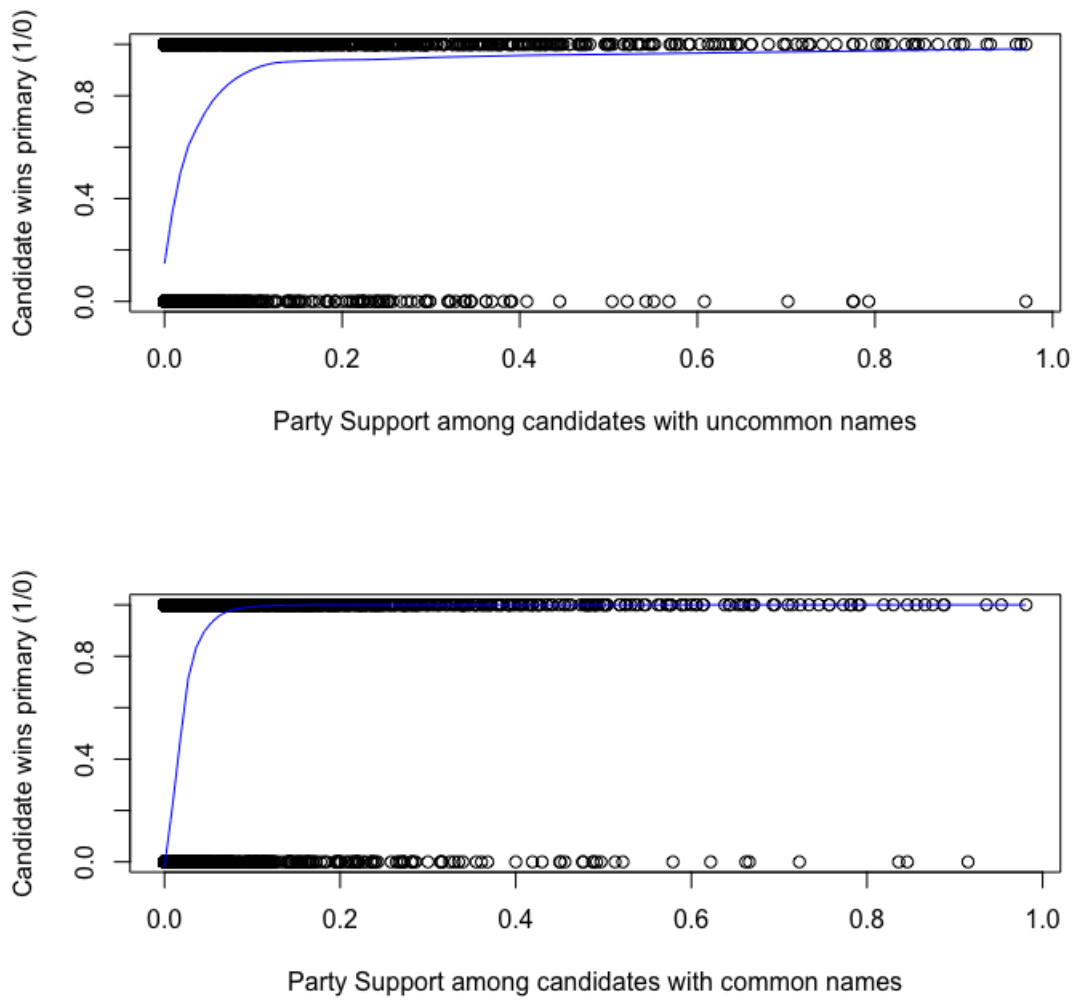 Candidate wins primary (1/0)
0.8
0.4
0.0
0.0 0.2 0.4 0.6 0.8 1.0
Party Support among candidates with uncommon names
Candidate wins primary (1/0)
0.8
0.4
0.0
0.0 0.2 0.4 0.6 0.8 1.0
Party Support among candidates with common names